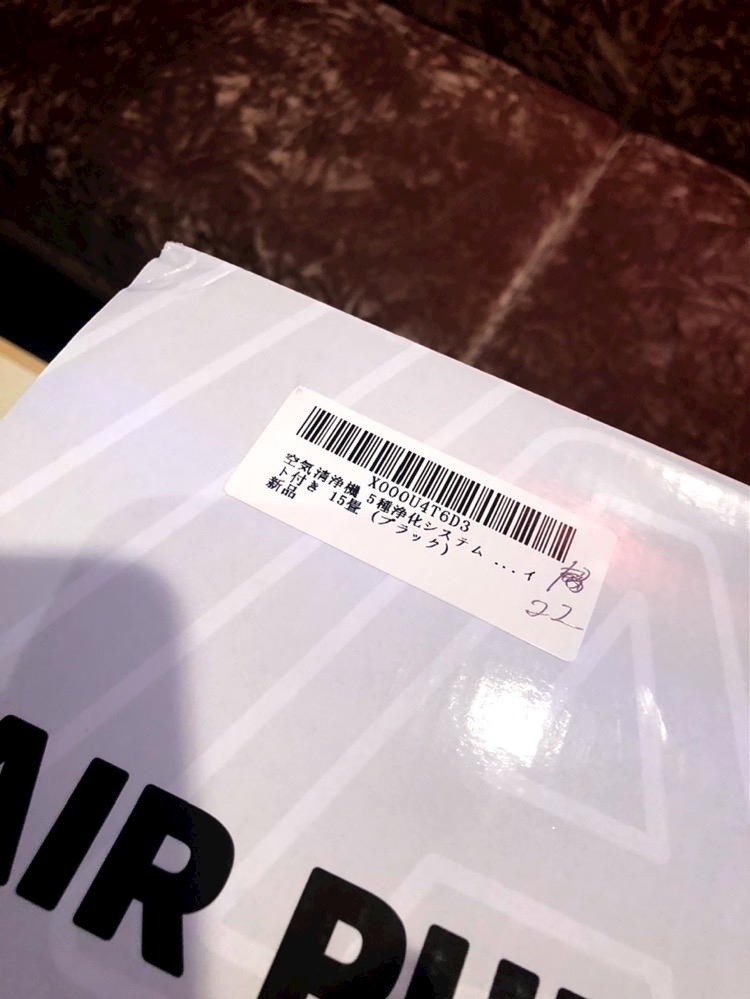 X000U4T6D3
空気清浄機 5種浄化システム ...イ
ト付き 15畳 (ブラック)
新品
22
AIR PU